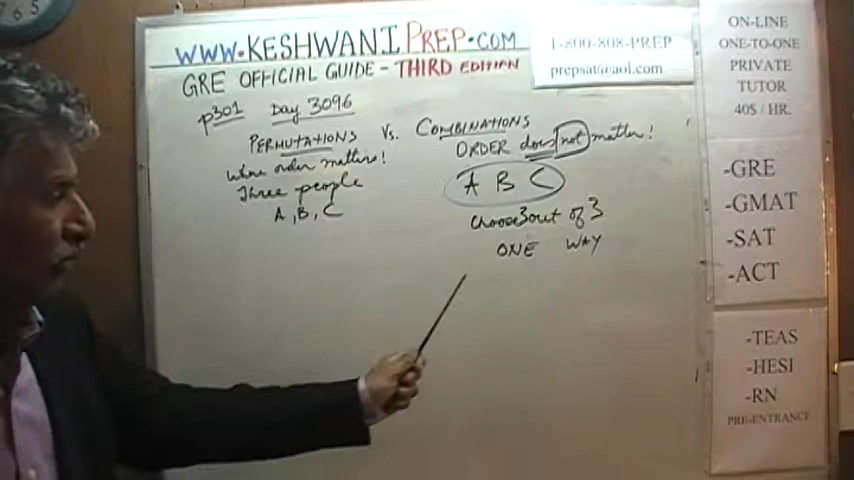 765
WWW.KESHWANIPREP.COM
GRE OFFICIAL GUIDE - THIRD EDITION
1-800-808-PREP
prepsat@aol.com
p301 Day 3096
PERMUTATIONS Vs. COMBINATIONS
where order matters!
Three people
A, B, C
ORDER does not matter!
A B C
choose 3 out of 3
ONE WAY
ON-LINE
ONE-TO-ONE
PRIVATE
TUTOR
40$ / HR.
-GRE
-GMAT
-SAT
-ACT
-TEAS
-HESI
-RN
PRE-ENTRANCE